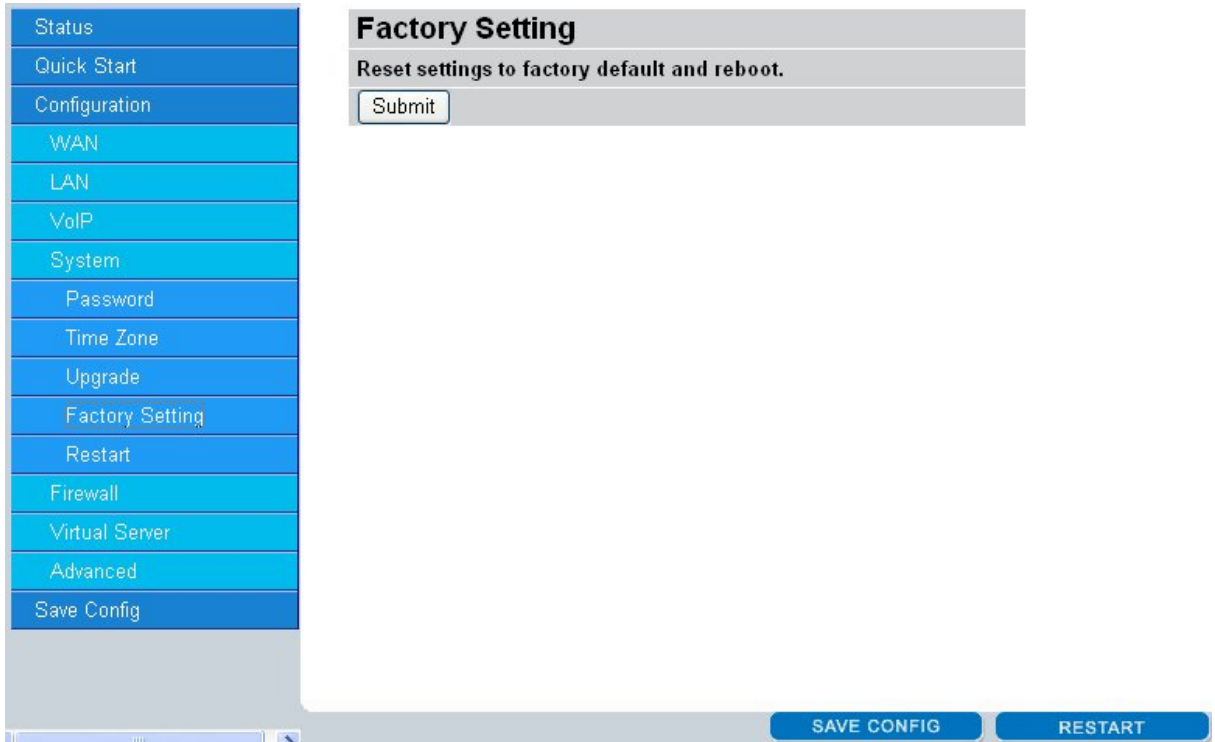 Status
Quick Start
Configuration
WAN
LAN
VoIP
System
Password
Time Zone
Upgrade
Factory Setting
Restart
Firewall
Virtual Server
Advanced
Save Config
Factory Setting
Reset settings to factory default and reboot.
Submit
SAVE CONFIG
RESTART